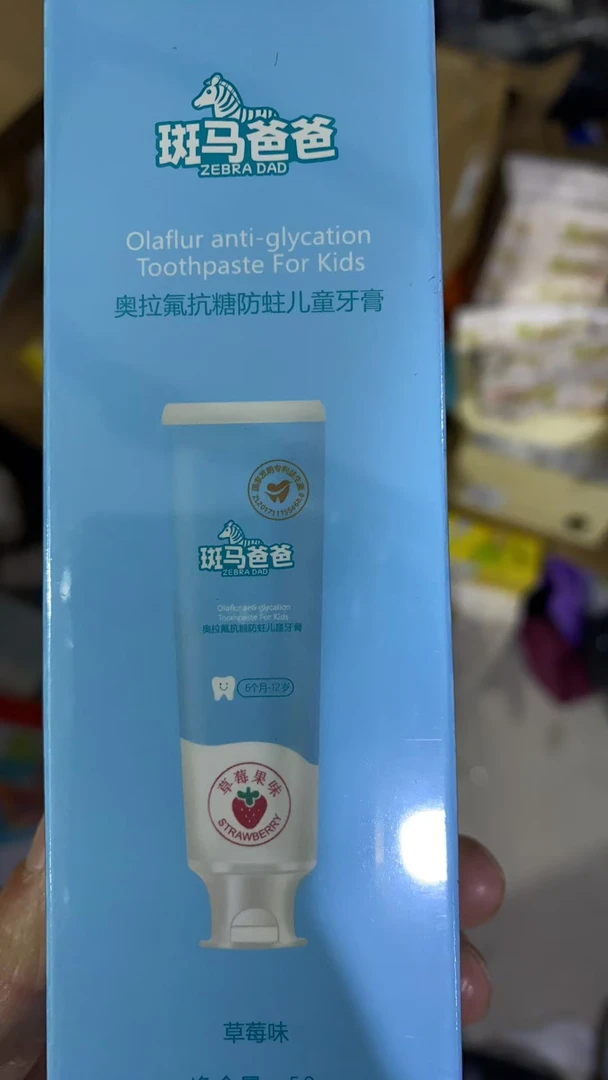 斑马爸爸
ZEBRA DAD
Olaflur anti-glycation
Toothpaste For Kids
奥拉氟抗糖防蛀儿童牙膏
斑马爸爸
ZEBRA DAD
Olaflur anti-glycation
Toothpaste For Kids
奥拉氟抗糖防蛀儿童牙膏
6个月-12岁
草莓果味
STRAWBERRY
草莓味